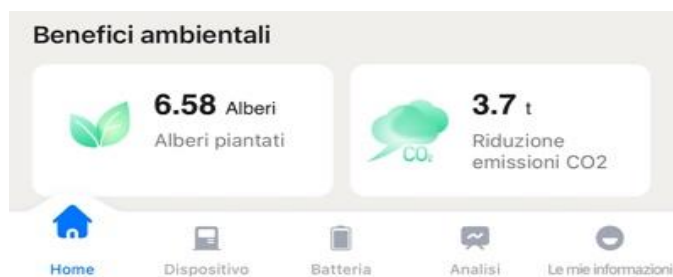 Benefici ambientali
6.58 Alberi
Alberi piantati
CO₂
3.7 t
Riduzione
emissioni CO2
Home
Dispositivo
Batteria
Analisi
Le mie informazioni